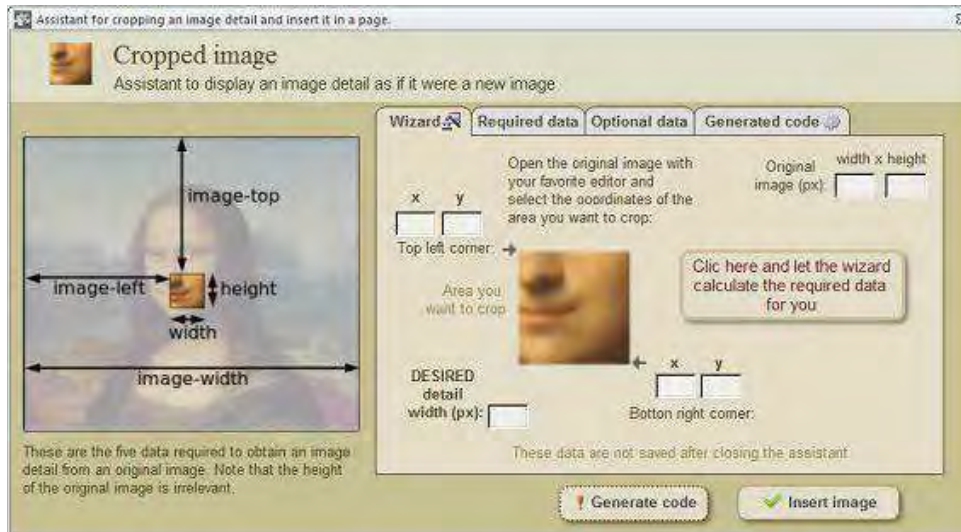 Assistant for cropping an image detail and insert it in a page.
Cropped image
Assistant to display an image detail as if it were a new image
image-top
image-left
height
width
image-width
These are the five data required to obtain an image
detail from an original image. Note that the height
of the original image is irrelevant.
Wizard
Required data
Optional data
Generated code
Open the original image with
your favorite editor and
select the coordinates of the
area you want to crop:
Original
image (px):
width x height
x y
Top left corner:
Area you
want to crop
Clic here and let the wizard
calculate the required data
for you
x y
Botton right corner:
DESIRED
detail
width (px):
These data are not saved after closing the assistant
Generate code
Insert image